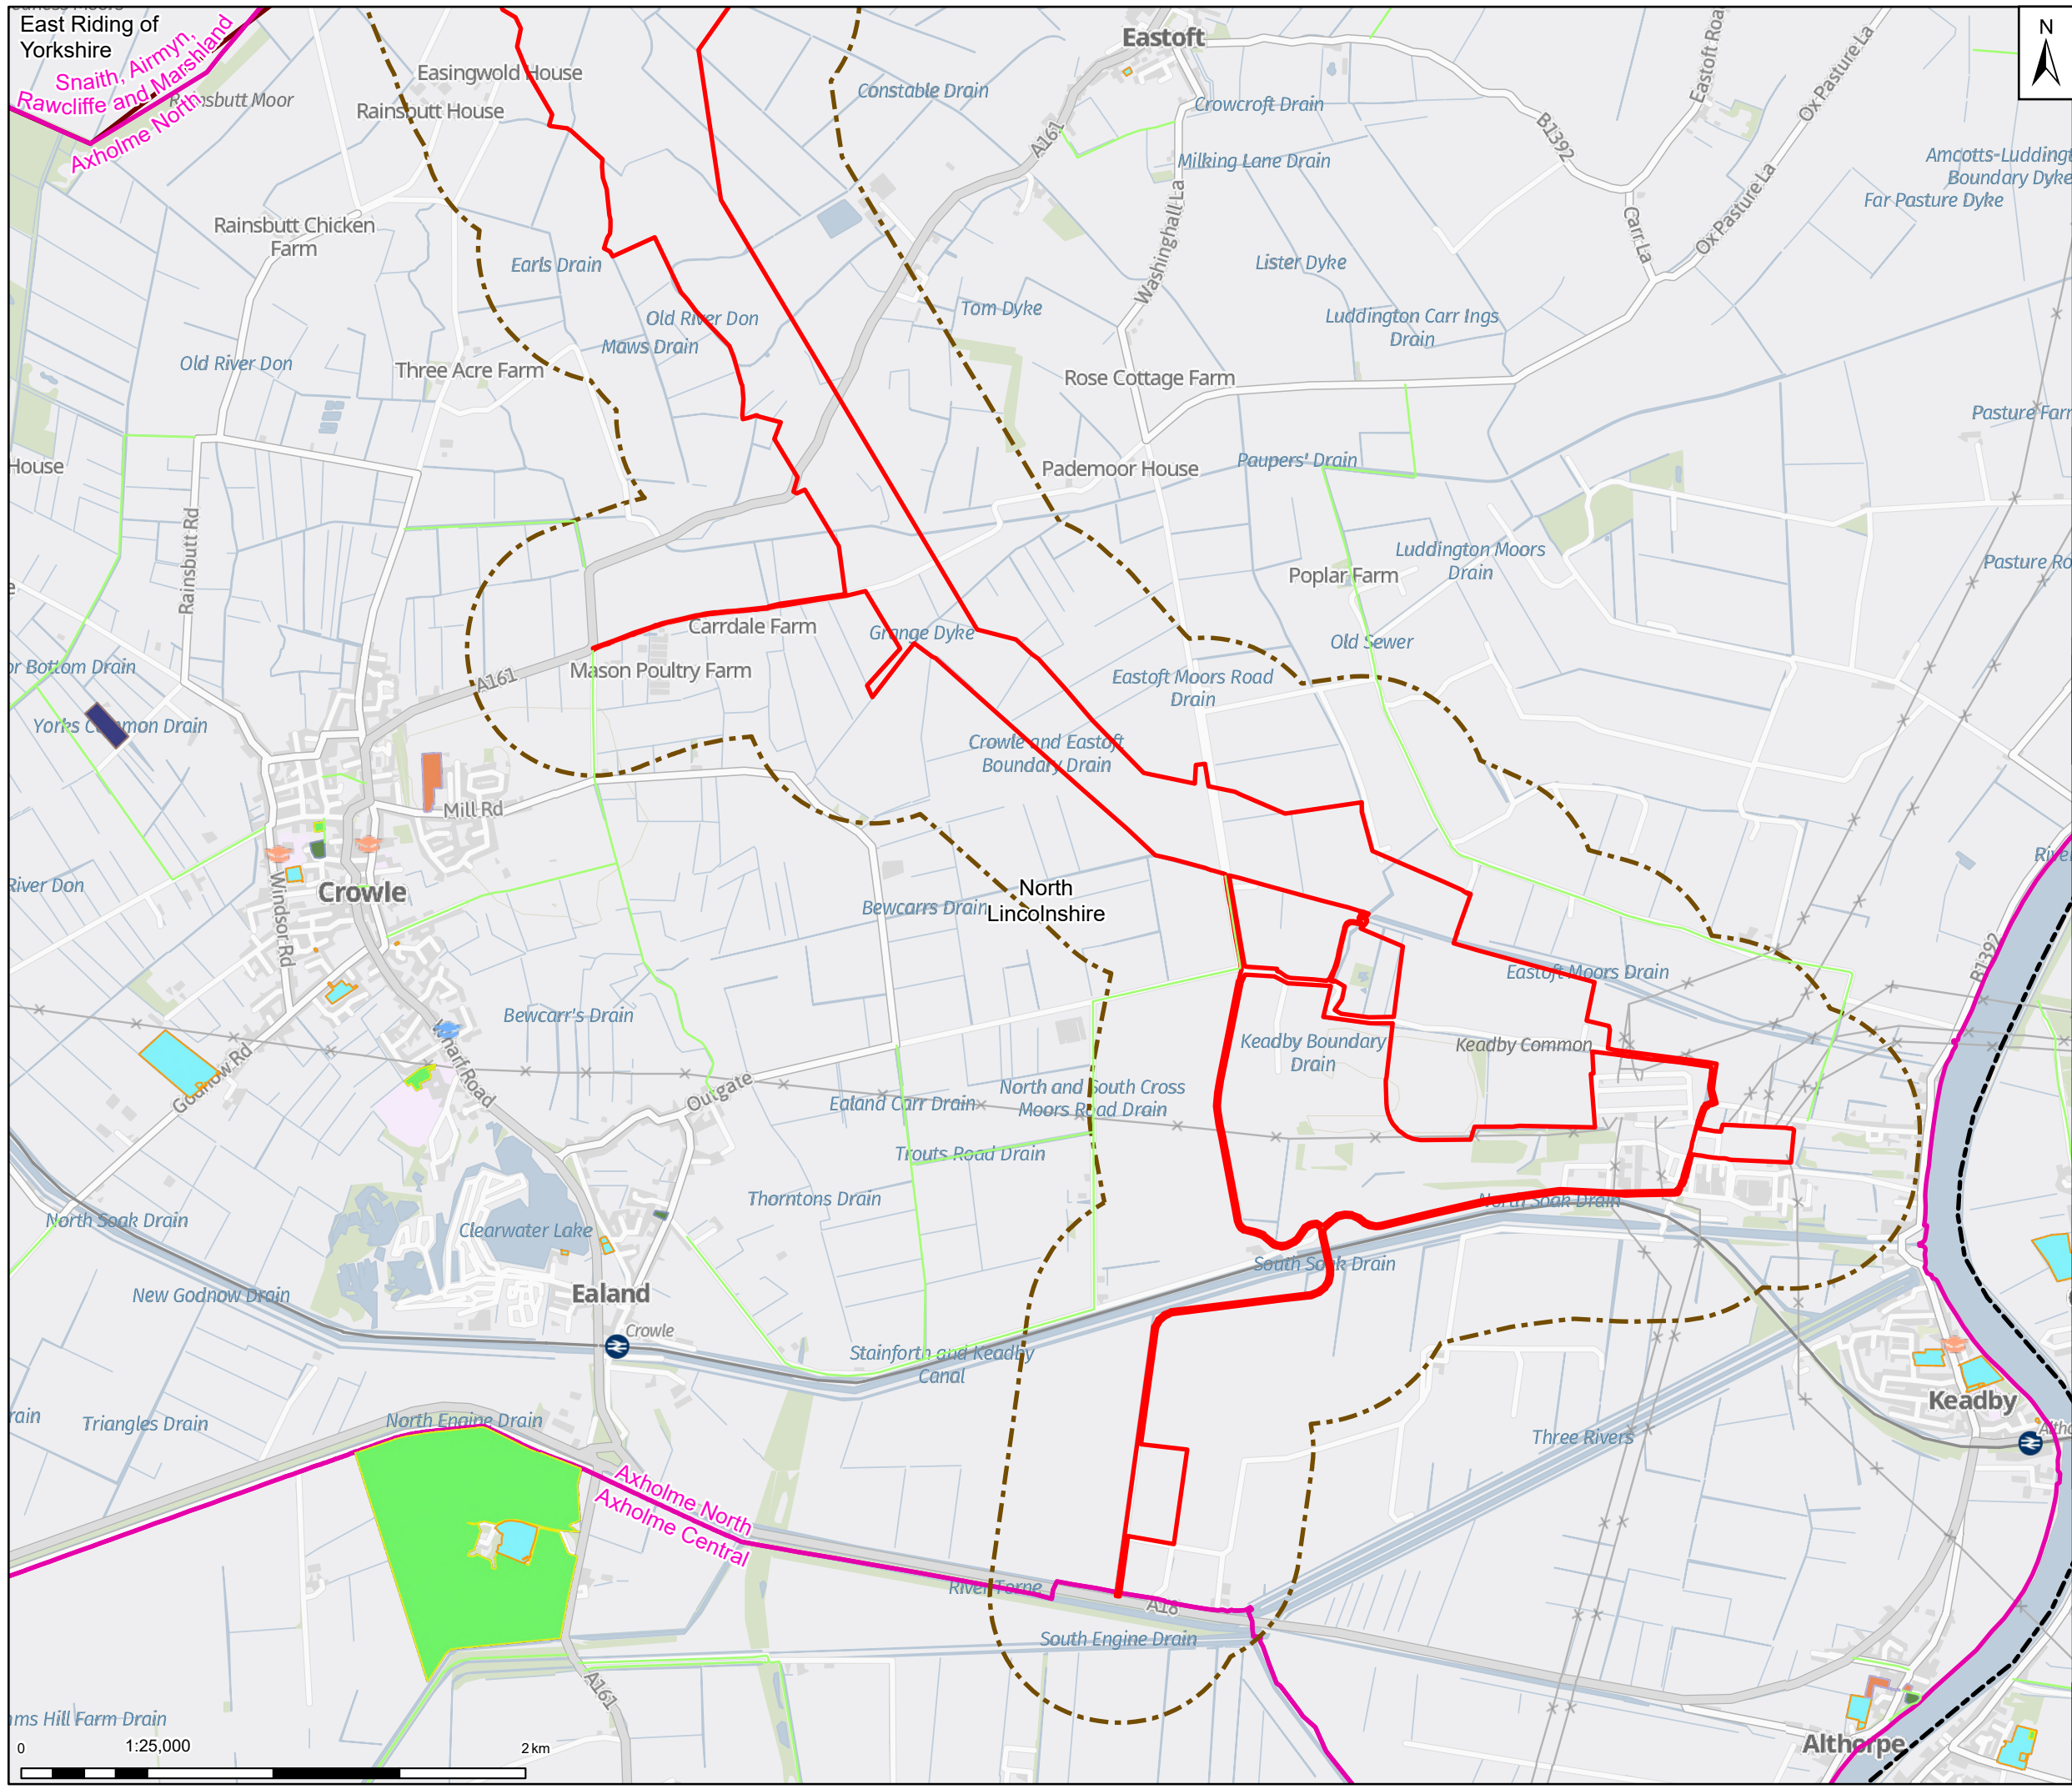 East Riding of
Yorkshire
Snaith, Airmyn,
Rawcliffe and Marshland
Axholme North
Rainsbutt Moor
Easingwold House
Rainsbutt House
Constable Drain
Eastoft
N
Crowcroft Drain
A161
B1392
Eastoft Roa
Ox Pasture La
Milking Lane Drain
Amcotts-Luddingt
Boundary Dyke
Far Pasture Dyke
Rainsbutt Chicken
Farm
Earls Drain
Washinghall La
Lister Dyke
Carr La
Ox Pasture La
Old River Don
Maws Drain
Tom Dyke
Luddington Carr Ings
Drain
Old River Don
Three Acre Farm
Rose Cottage Farm
Pasture Farm
House
Pademoor House
Paupers' Drain
Rainsbutt Rd
Luddington Moors
Drain
Poplar Farm
Pasture Ro
e
Carrdale Farm
Grange Dyke
Old Sewer
or Bottom Drain
Mason Poultry Farm
A161
Eastoft Moors Road
Drain
Yorks Common Drain
Crowle and Eastoft
Boundary Drain
Mill Rd
River Don
Crowle
Windsor Rd
North
Lincolnshire
Bewcarrs Drain
River
B1392
Eastoft Moors Drain
Bewcarr's Drain
Wharf Road
Godnow Rd
Keadby Boundary
Drain
Keadby Common
Outgate
Ealand Carr Drain
North and South Cross
Moors Road Drain
Trouts Road Drain
Thorntons Drain
North Soak Drain
North Soak Drain
Clearwater Lake
South Soak Drain
New Godnow Drain
Ealand
Crowle
Stainforth and Keadby
Canal
Keadby
Altho
rain
Triangles Drain
North Engine Drain
Three Rivers
Axholme North
Axholme Central
River Torne
A18
South Engine Drain
A161
ms Hill Farm Drain
Althorpe
0
1:25,000
2 km